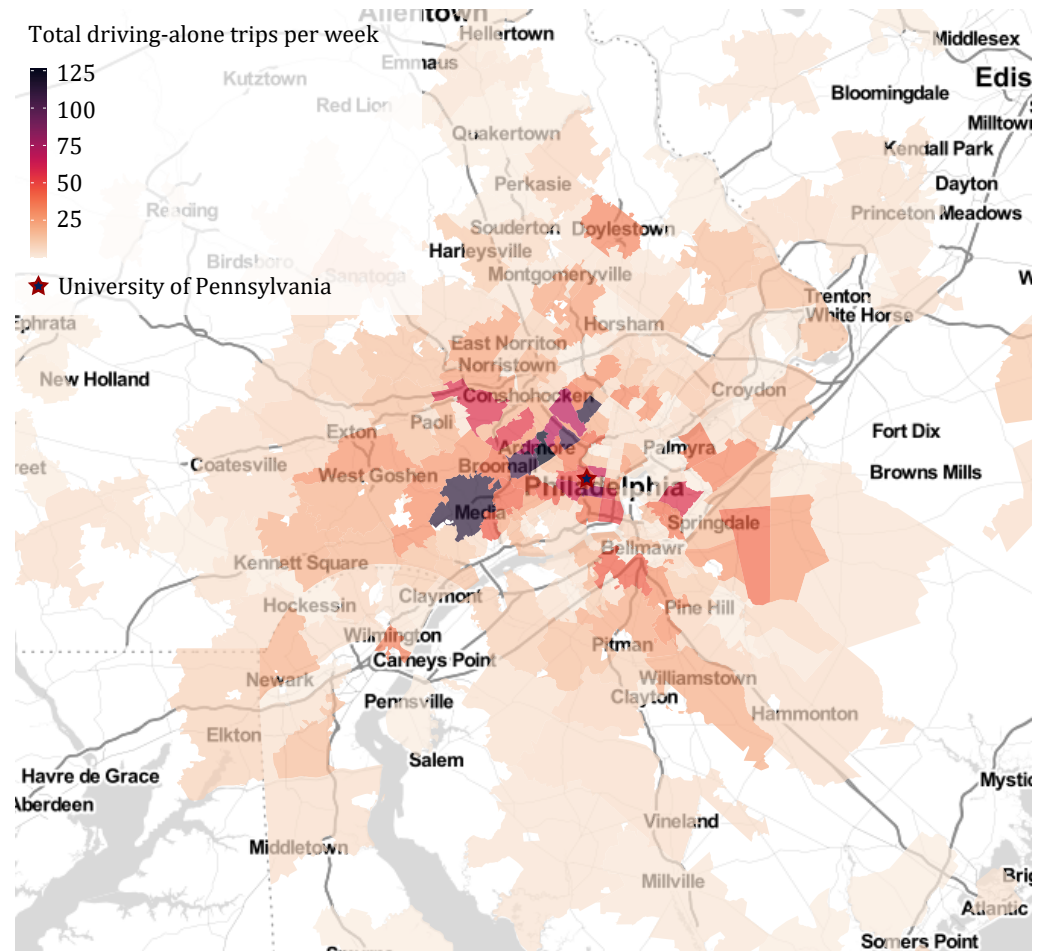 Total driving-alone trips per week
125
100
75
50
25
University of Pennsylvania
Allentown
Hellertown
Emmaus
Middlesex
Kutztown
Edis
Bloomingdale
Red Lion
Milltown
Quakertown
Kendall Park
Perkasie
Dayton
Reading
Princeton Meadows
Souderton
Doylestown
Harleysville
Birdsboro
Sanatoga
Montgomeryville
W
Trenton
White Horse
Ephrata
Horsham
East Norriton
Norristown
New Holland
Conshohocken
Croydon
Paoli
Exton
Fort Dix
Ardmore
Palmyra
reet
Coatesville
West Goshen
Broomall
Browns Mills
Philadelphia
Media
Springdale
Bellmawr
Kennett Square
Claymont
Hockessin
Pine Hill
Wilmington
Pitman
Carneys Point
Newark
Williamstown
Pennsville
Clayton
Hammonton
Elkton
Salem
Havre de Grace
Mystic
Aberdeen
Vineland
Middletown
Millville
Brig
Atlantic
Somers Point